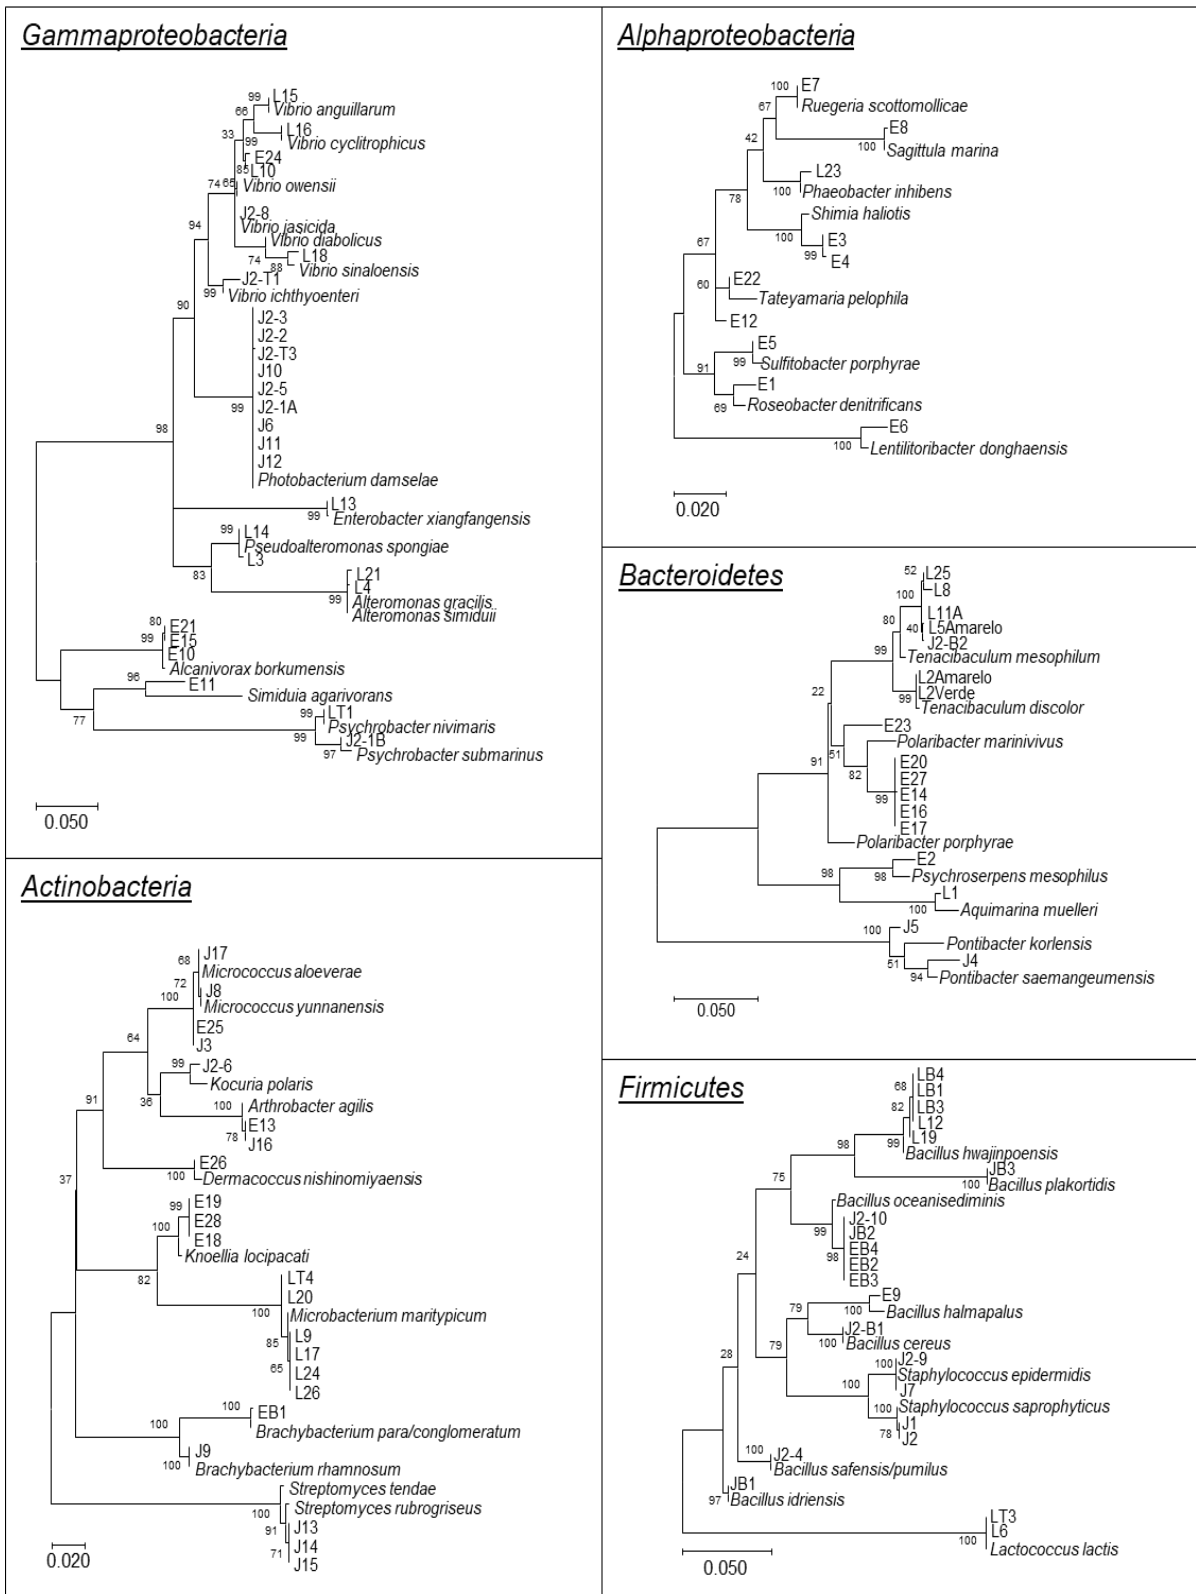 Gammaproteobacteria
99
L15
Vibrio anguillarum
66
L16
33
99
Vibrio cyclitrophicus
E24
85
L10
74
65
Vibrio owensii
J2-8
Vibrio jasicida
94
Vibrio diabolicus
L18
74
88
Vibrio sinaloensis
J2-T1
99
Vibrio ichthyoenteri
90
J2-3
J2-2
J2-T3
J10
J2-5
99
J2-1A
J6
98
J11
J12
Photobacterium damselae
L13
99
Enterobacter xiangfangensis
99
L14
Pseudoalteromonas spongiae
L3
83
L21
L4
99
Alteromonas gracilis
Alteromonas simiduii
80
E21
99
E15
E10
Alcanivorax borkumensis
96
E11
Simiduia agarivorans
77
99
LT1
Psychrobacter nivimaris
99
J2-1B
97
Psychrobacter submarinus
0.050
Alphaproteobacteria
100
E7
Ruegeria scottomollicae
67
E8
100
Sagittula marina
42
L23
100
Phaeobacter inhibens
78
Shimia haliotis
100
E3
99
E4
67
E22
60
Tateyamaria pelophila
E12
E5
99
Sulfitobacter porphyrae
91
E1
69
Roseobacter denitrificans
E6
100
Lentilitoribacter donghaensis
0.020
Bacteroidetes
52
L25
L8
100
L11A
80
40
L5Amarelo
J2-B2
99
Tenacibaculum mesophilum
L2Amarelo
L2Verde
99
Tenacibaculum discolor
22
E23
51
Polaribacter marinivivus
91
82
E20
E27
99
E14
E16
E17
Polaribacter porphyrae
E2
98
98
Psychroserpens mesophilus
L1
100
Aquimarina muelleri
100
J5
Pontibacter korlensis
51
J4
94
Pontibacter saemangeumensis
0.050
Actinobacteria
J17
68
Micrococcus aloeverae
72
J8
100
Micrococcus yunnanensis
E25
J3
64
99
J2-6
Kocuria polaris
36
100
Arthrobacter agilis
E13
78
J16
91
E26
100
Dermacoccus nishinomiyaensis
37
99
E19
100
E28
E18
Knoellia locipacati
82
LT4
L20
100
Microbacterium maritypicum
L9
85
L17
65
L24
L26
100
EB1
100
Brachybacterium para/conglomeratum
J9
100
Brachybacterium rhamnosum
Streptomyces tendae
100
Streptomyces rubrogriseus
91
J13
J14
71
J15
0.020
Firmicutes
LB4
68
LB1
82
LB3
L12
98
99
L19
Bacillus hwajinpoensis
JB3
75
100
Bacillus plakortidis
Bacillus oceanisediminis
99
J2-10
JB2
98
EB4
EB2
EB3
24
E9
79
100
Bacillus halmapalus
J2-B1
100
Bacillus cereus
79
28
100
J2-9
Staphylococcus epidermidis
100
J7
100
Staphylococcus saprophyticus
J1
78
J2
100
J2-4
Bacillus safensis/pumilus
JB1
97
Bacillus idriensis
LT3
100
L6
Lactococcus lactis
0.050